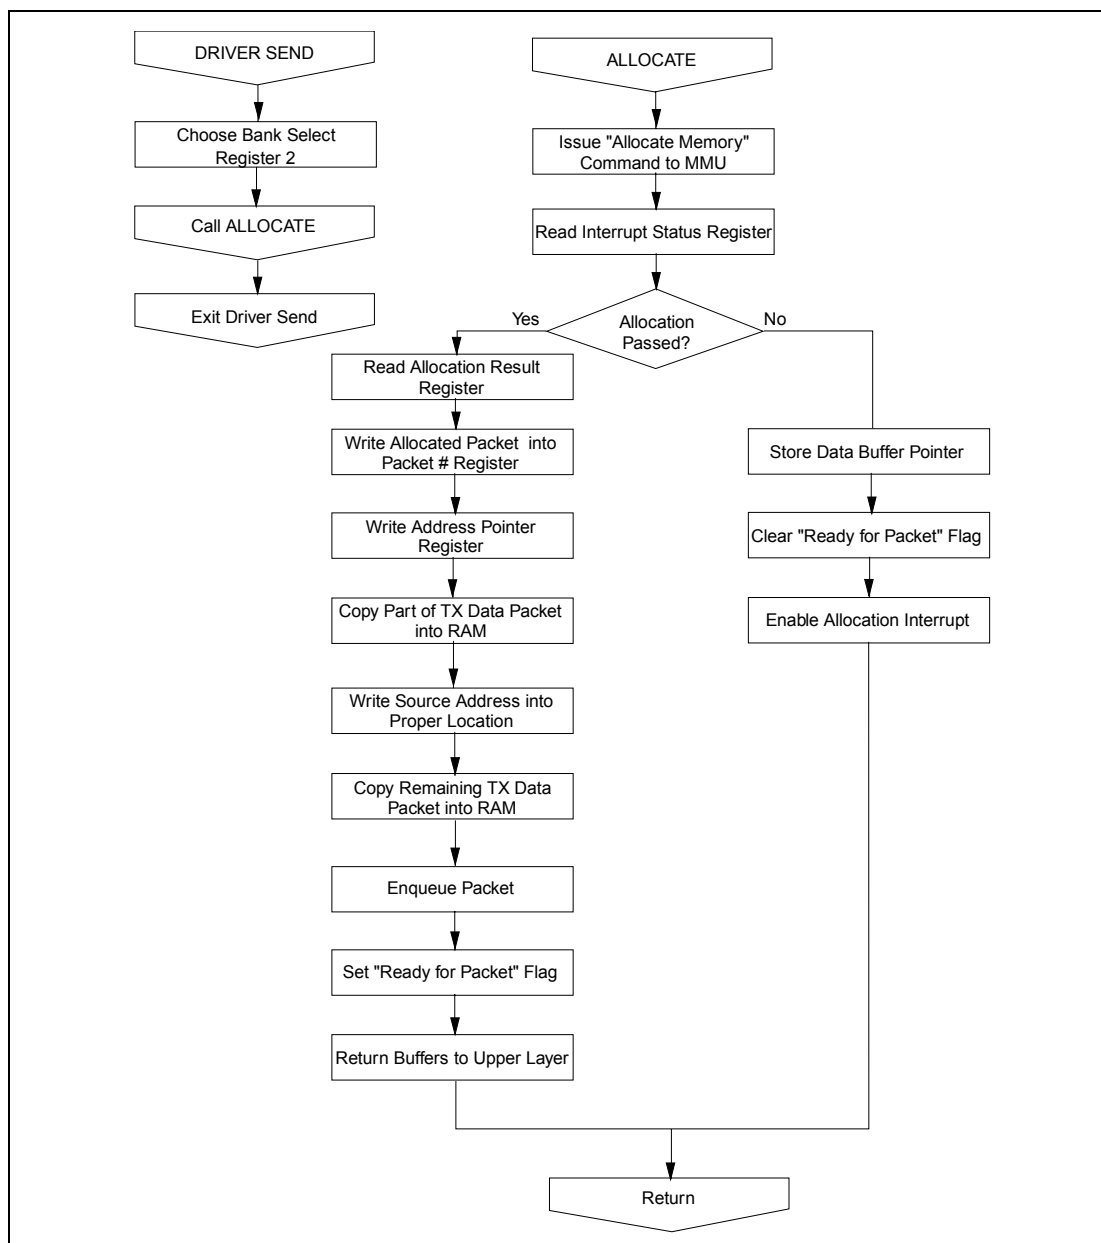 DRIVER SEND
Choose Bank Select
Register 2
Call ALLOCATE
Exit Driver Send
ALLOCATE
Issue "Allocate Memory"
Command to MMU
Read Interrupt Status Register
Allocation
Passed?
Yes
No
Read Allocation Result
Register
Write Allocated Packet into
Packet # Register
Write Address Pointer
Register
Copy Part of TX Data Packet
into RAM
Write Source Address into
Proper Location
Copy Remaining TX Data
Packet into RAM
Enqueue Packet
Set "Ready for Packet" Flag
Return Buffers to Upper Layer
Store Data Buffer Pointer
Clear "Ready for Packet" Flag
Enable Allocation Interrupt
Return